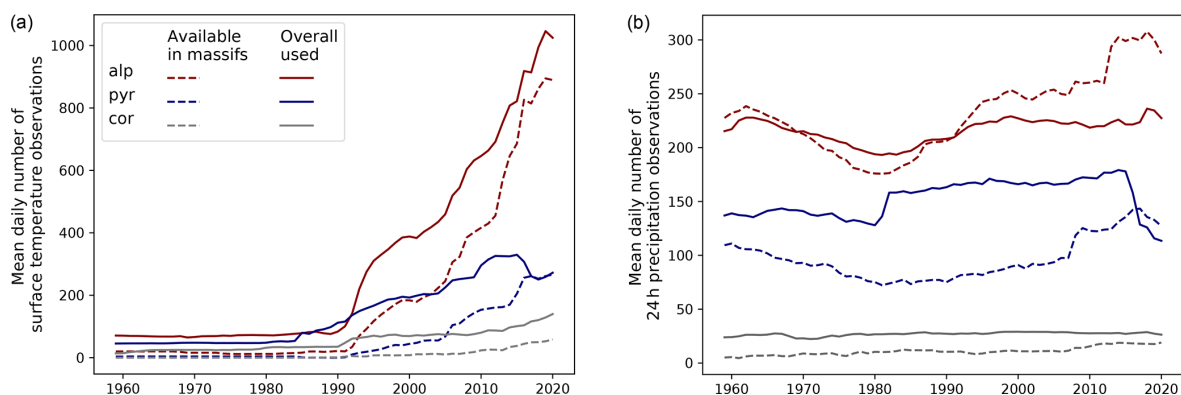 (a)
Mean daily number of
surface temperature observations
1000
800
600
400
200
0
Available
in massifs
Overall
used
alp
pyr
cor
1960
1970
1980
1990
2000
2010
2020
(b)
Mean daily number of
24 h precipitation observations
300
250
200
150
100
50
0
1960
1970
1980
1990
2000
2010
2020